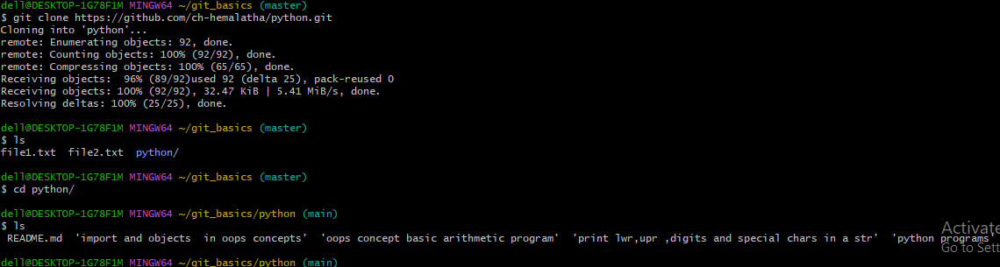 dell@DESKTOP-1G78F1M MINGW64 ~/git_basics (master)
$ git clone https://github.com/ch-hemalatha/python.git
Cloning into 'python'...
remote: Enumerating objects: 92, done.
remote: Counting objects: 100% (92/92), done.
remote: Compressing objects: 100% (65/65), done.
Receiving objects:  96% (89/92)used 92 (delta 25), pack-reused 0
Receiving objects: 100% (92/92), 32.47 KiB | 5.41 MiB/s, done.
Resolving deltas: 100% (25/25), done.
dell@DESKTOP-1G78F1M MINGW64 ~/git_basics (master)
$ ls
file1.txt  file2.txt  python/
dell@DESKTOP-1G78F1M MINGW64 ~/git_basics (master)
$ cd python/
dell@DESKTOP-1G78F1M MINGW64 ~/git_basics/python (main)
$ ls
README.md  'import and objects  in oops concepts'  'oops concept basic arithmetic program'  'print lwr,upr ,digits and special chars in a str'  'python programs'
Activate
Go to Sett
dell@DESKTOP-1G78F1M MINGW64 ~/git_basics/python (main)